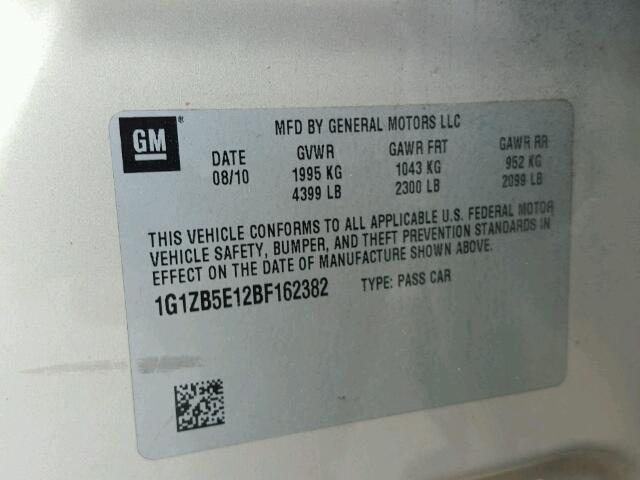 GM ® MFD BY GENERAL MOTORS LLC
DATE GVWR GAWR FRT GAWR RR
08/10 1995 KG 1043 KG 952 KG
4399 LB 2300 LB 2099 LB
THIS VEHICLE CONFORMS TO ALL APPLICABLE U.S. FEDERAL MOTOR
VEHICLE SAFETY, BUMPER, AND THEFT PREVENTION STANDARDS IN
EFFECT ON THE DATE OF MANUFACTURE SHOWN ABOVE.
1G1ZB5E12BF162382 TYPE: PASS CAR